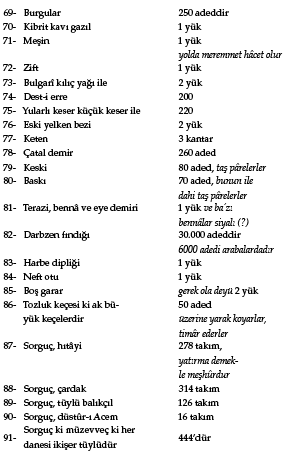 69- Burgular 250 adeddir
70- Kibrit kavı gazıl 1 yük
71- Meşin 1 yük
yolda meremmet hâcet olur
72- Zift 1 yük
73- Bulgarî kılıç yağı ile 2 yük
74- Dest-i erre 200
75- Yularlı keser küçük keser ile 220
76- Eski yelken bezi 2 yük
77- Keten 3 kantar
78- Çatal demir 260 aded
79- Keski 80 aded, taş pârelerler
80- Baskı 70 aded, bunun ile
dahi taş pârelerler
81- Terazi, bennâ ve eye demiri 1 yük ve ba´zı
bennâlar siyalı (?)
82- Darbzen fındığı 30.000 adeddir
6000 adedi arabalardadır
83- Harbe dipliği 1 yük
84- Neft otu 1 yük
85- Boş garar gerek ola deyü 2 yük
86- Tozluk keçesi ki ak bü- 50 aded
yük keçelerdir üzerine yarak koyarlar,
timâr ederler
87- Sorguç, hıtâyi 278 takım,
yatırma demek-
le meşhûrdur
88- Sorguç, çardak 314 takım
89- Sorguç, tüylü balıkçıl 126 takım
90- Sorguç, düstûr-ı Acem 16 takım
91- Sorguç ki müzevveç ki her 444'dür
danesi ikişer tüylüdür